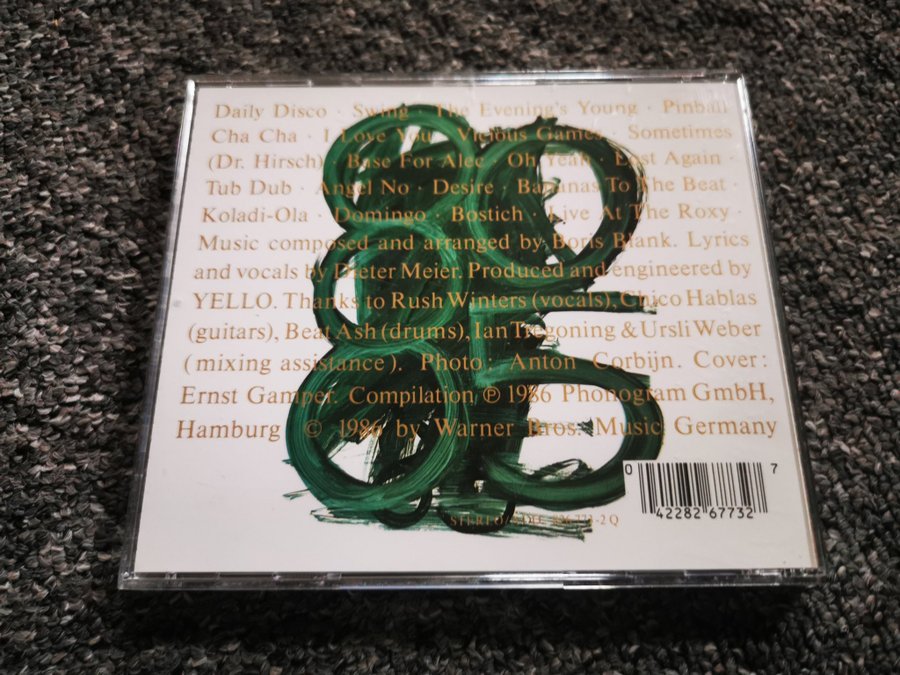 Daily Disco · Swing · The Evening's Young · Pinball
Cha Cha · I Love You · Vicious Games · Sometimes
(Dr. Hirsch) · Base For Alec · Oh Yeah · Lost Again ·
Tub Dub · Angel No · Desire · Bananas To The Beat ·
Koladi-Ola · Domingo · Bostich · Live At The Roxy ·
Music composed and arranged by Boris Blank. Lyrics
and vocals by Dieter Meier. Produced and engineered by
YELLO. Thanks to Rush Winters (vocals), Chico Hablas
(guitars), Beat Ash (drums), Ian Tregoning & Ursli Weber
(mixing assistance). Photo: Anton Corbijn. Cover:
Ernst Gamper. Compilation ℗ 1986 Phonogram GmbH,
Hamburg © 1986 by Warner Bros. Music Germany
0 42282 67732 7
STEREO 826 773-2 Q